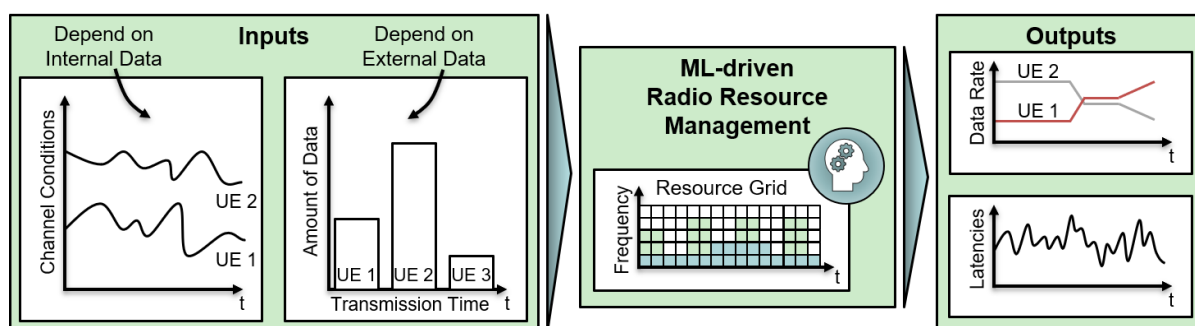 Inputs
Depend on
Internal Data
Depend on
External Data
Channel Conditions
UE 2
UE 1
t
Amount of Data
UE 1
UE 2
UE 3
Transmission Time
t
ML-driven
Radio Resource
Management
Resource Grid
Frequency
t
Outputs
Data Rate
UE 2
UE 1
t
Latencies
t